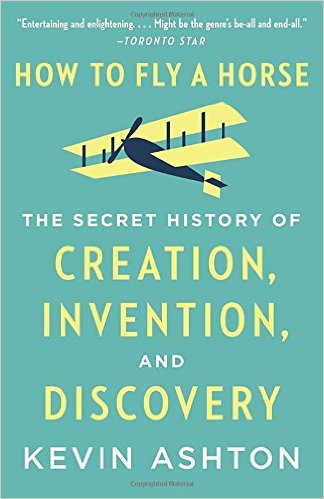 “Entertaining and enlightening. . . . Might be the genre’s be-all and end-all.”
—TORONTO STAR
HOW TO FLY A HORSE
THE SECRET HISTORY OF
CREATION,
INVENTION,
AND
DISCOVERY
KEVIN ASHTON